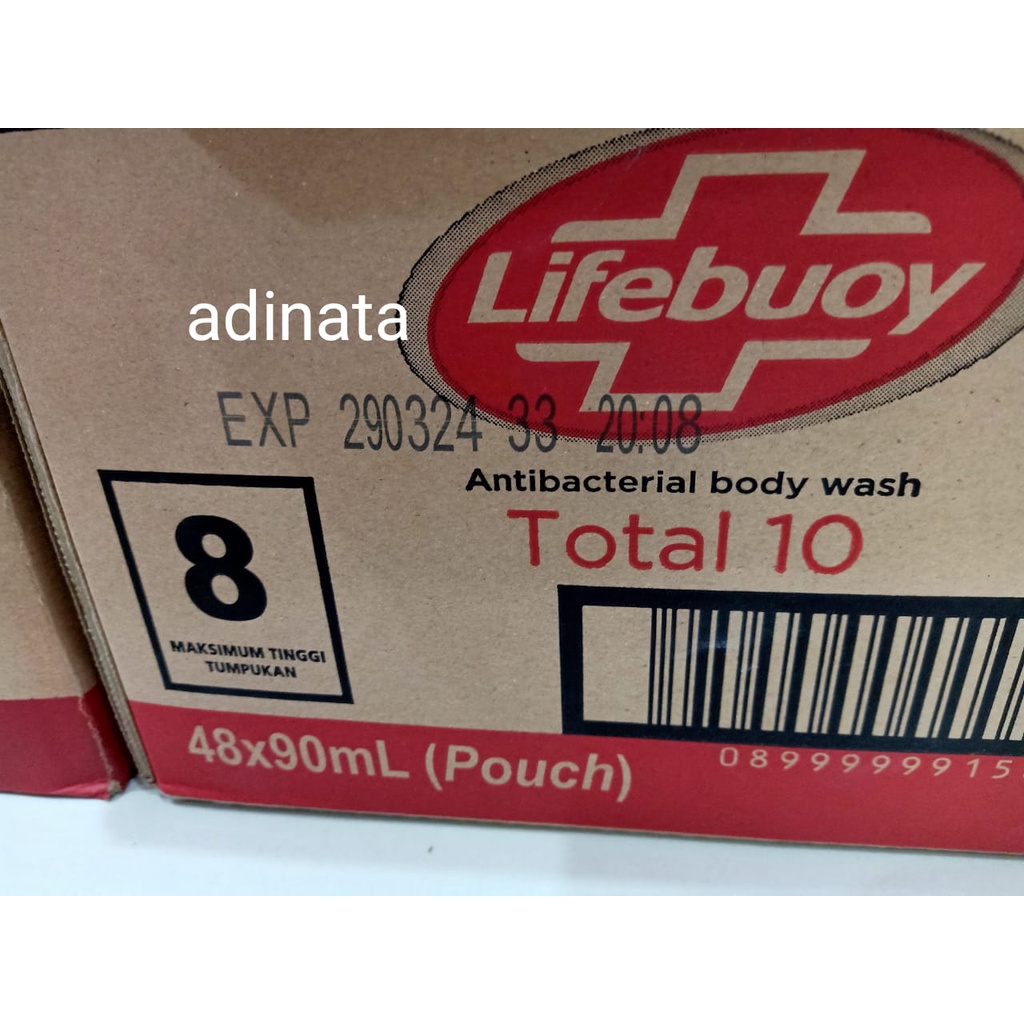 Lifebuoy
adinata
EXP 290324 33 20:08
Antibacterial body wash
Total 10
8
MAKSIMUM TINGGI
TUMPUKAN
48x90mL (Pouch)
0899999915